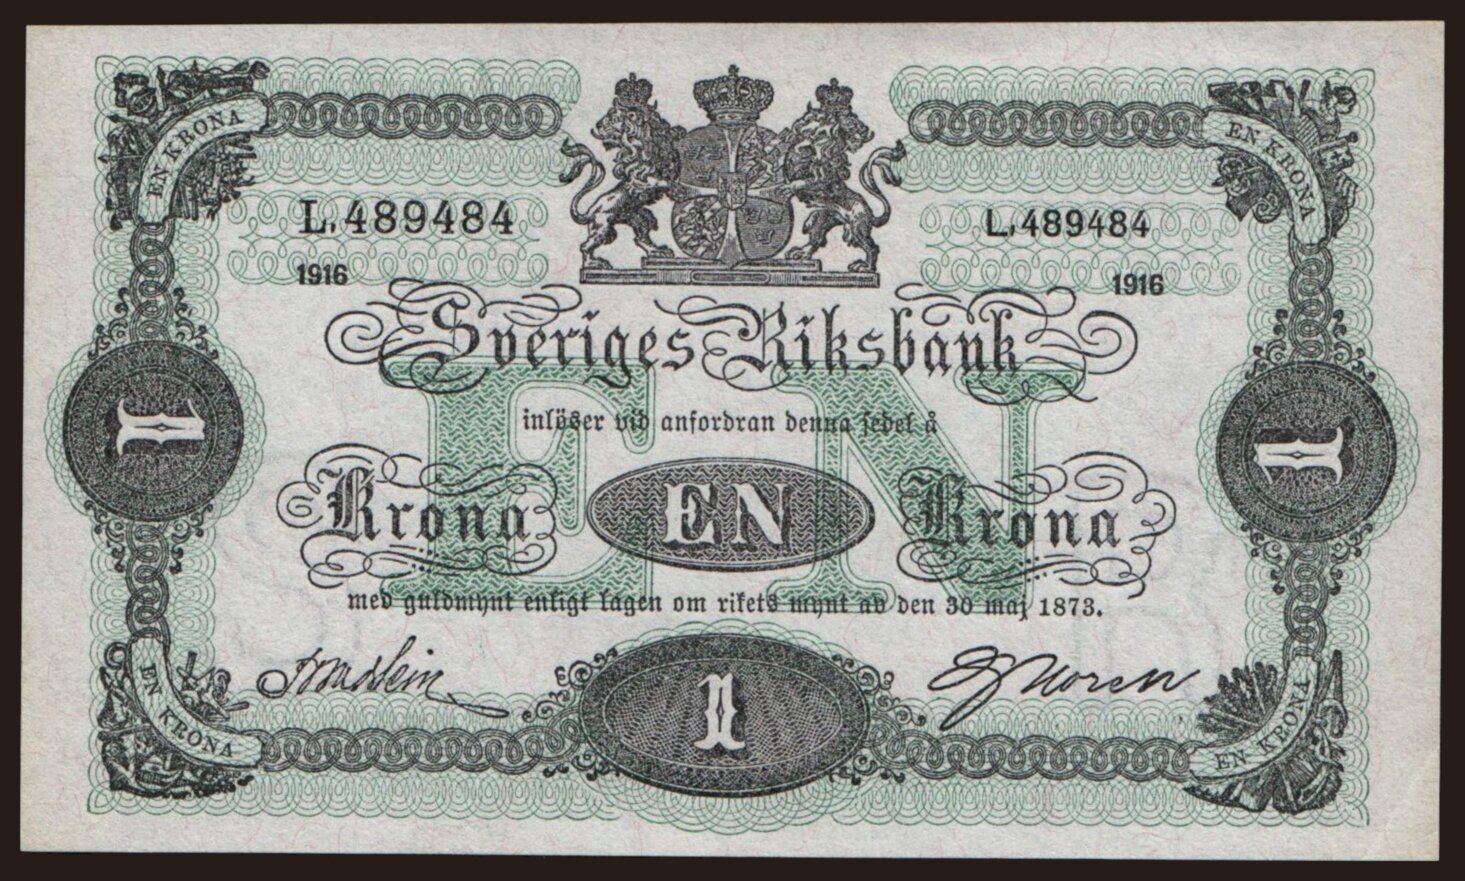 EN KRONA
EN KRONA
L.489484
L.489484
1916
1916
Sveriges Riksbank
inlöser vid anfordran denna sedel å
1
1
Krona EN Krona
EN
med guldmynt enligt lagen om rikets mynt av den 30 maj 1873.
EN KRONA
1
EN KRONA